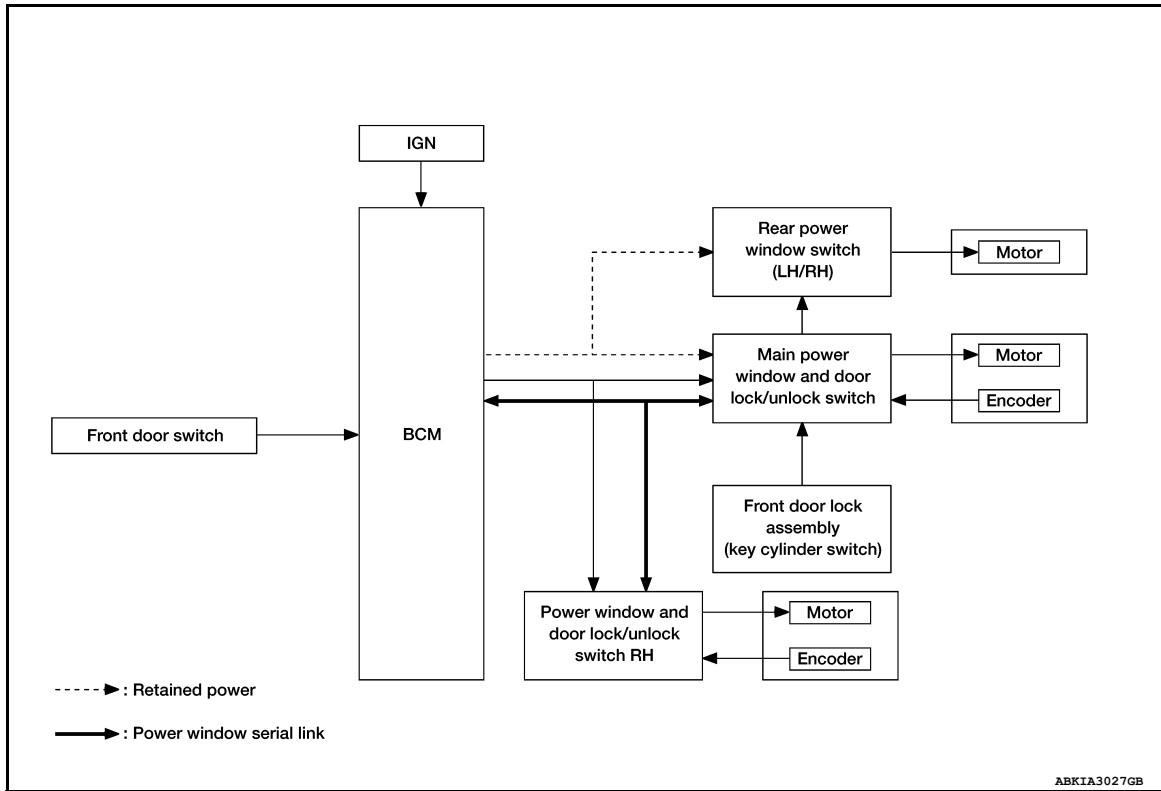 IGN
BCM
Front door switch
Rear power
window switch
(LH/RH)
Motor
Main power
window and door
lock/unlock switch
Motor
Encoder
Front door lock
assembly
(key cylinder switch)
Power window and
door lock/unlock
switch RH
Motor
Encoder
: Retained power
: Power window serial link
ABKIA3027GB